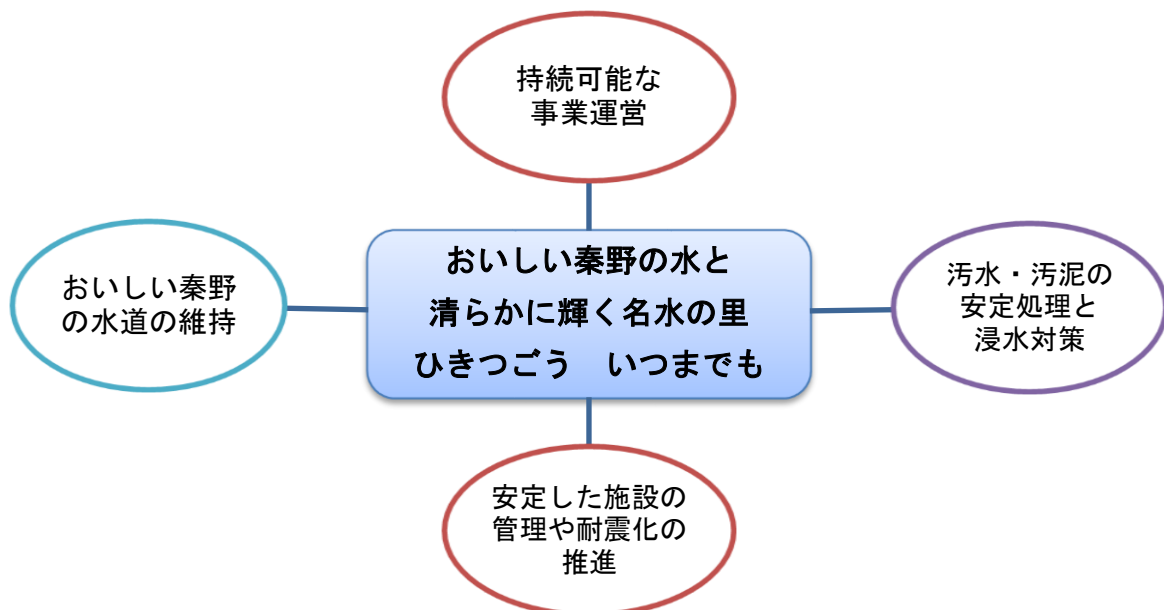 持続可能な
事業運営
おいしい秦野
の水道の維持
おいしい秦野の水と
清らかに輝く名水の里
ひきつごう　いつまでも
汚水・汚泥の
安定処理と
浸水対策
安定した施設の
管理や耐震化の
推進